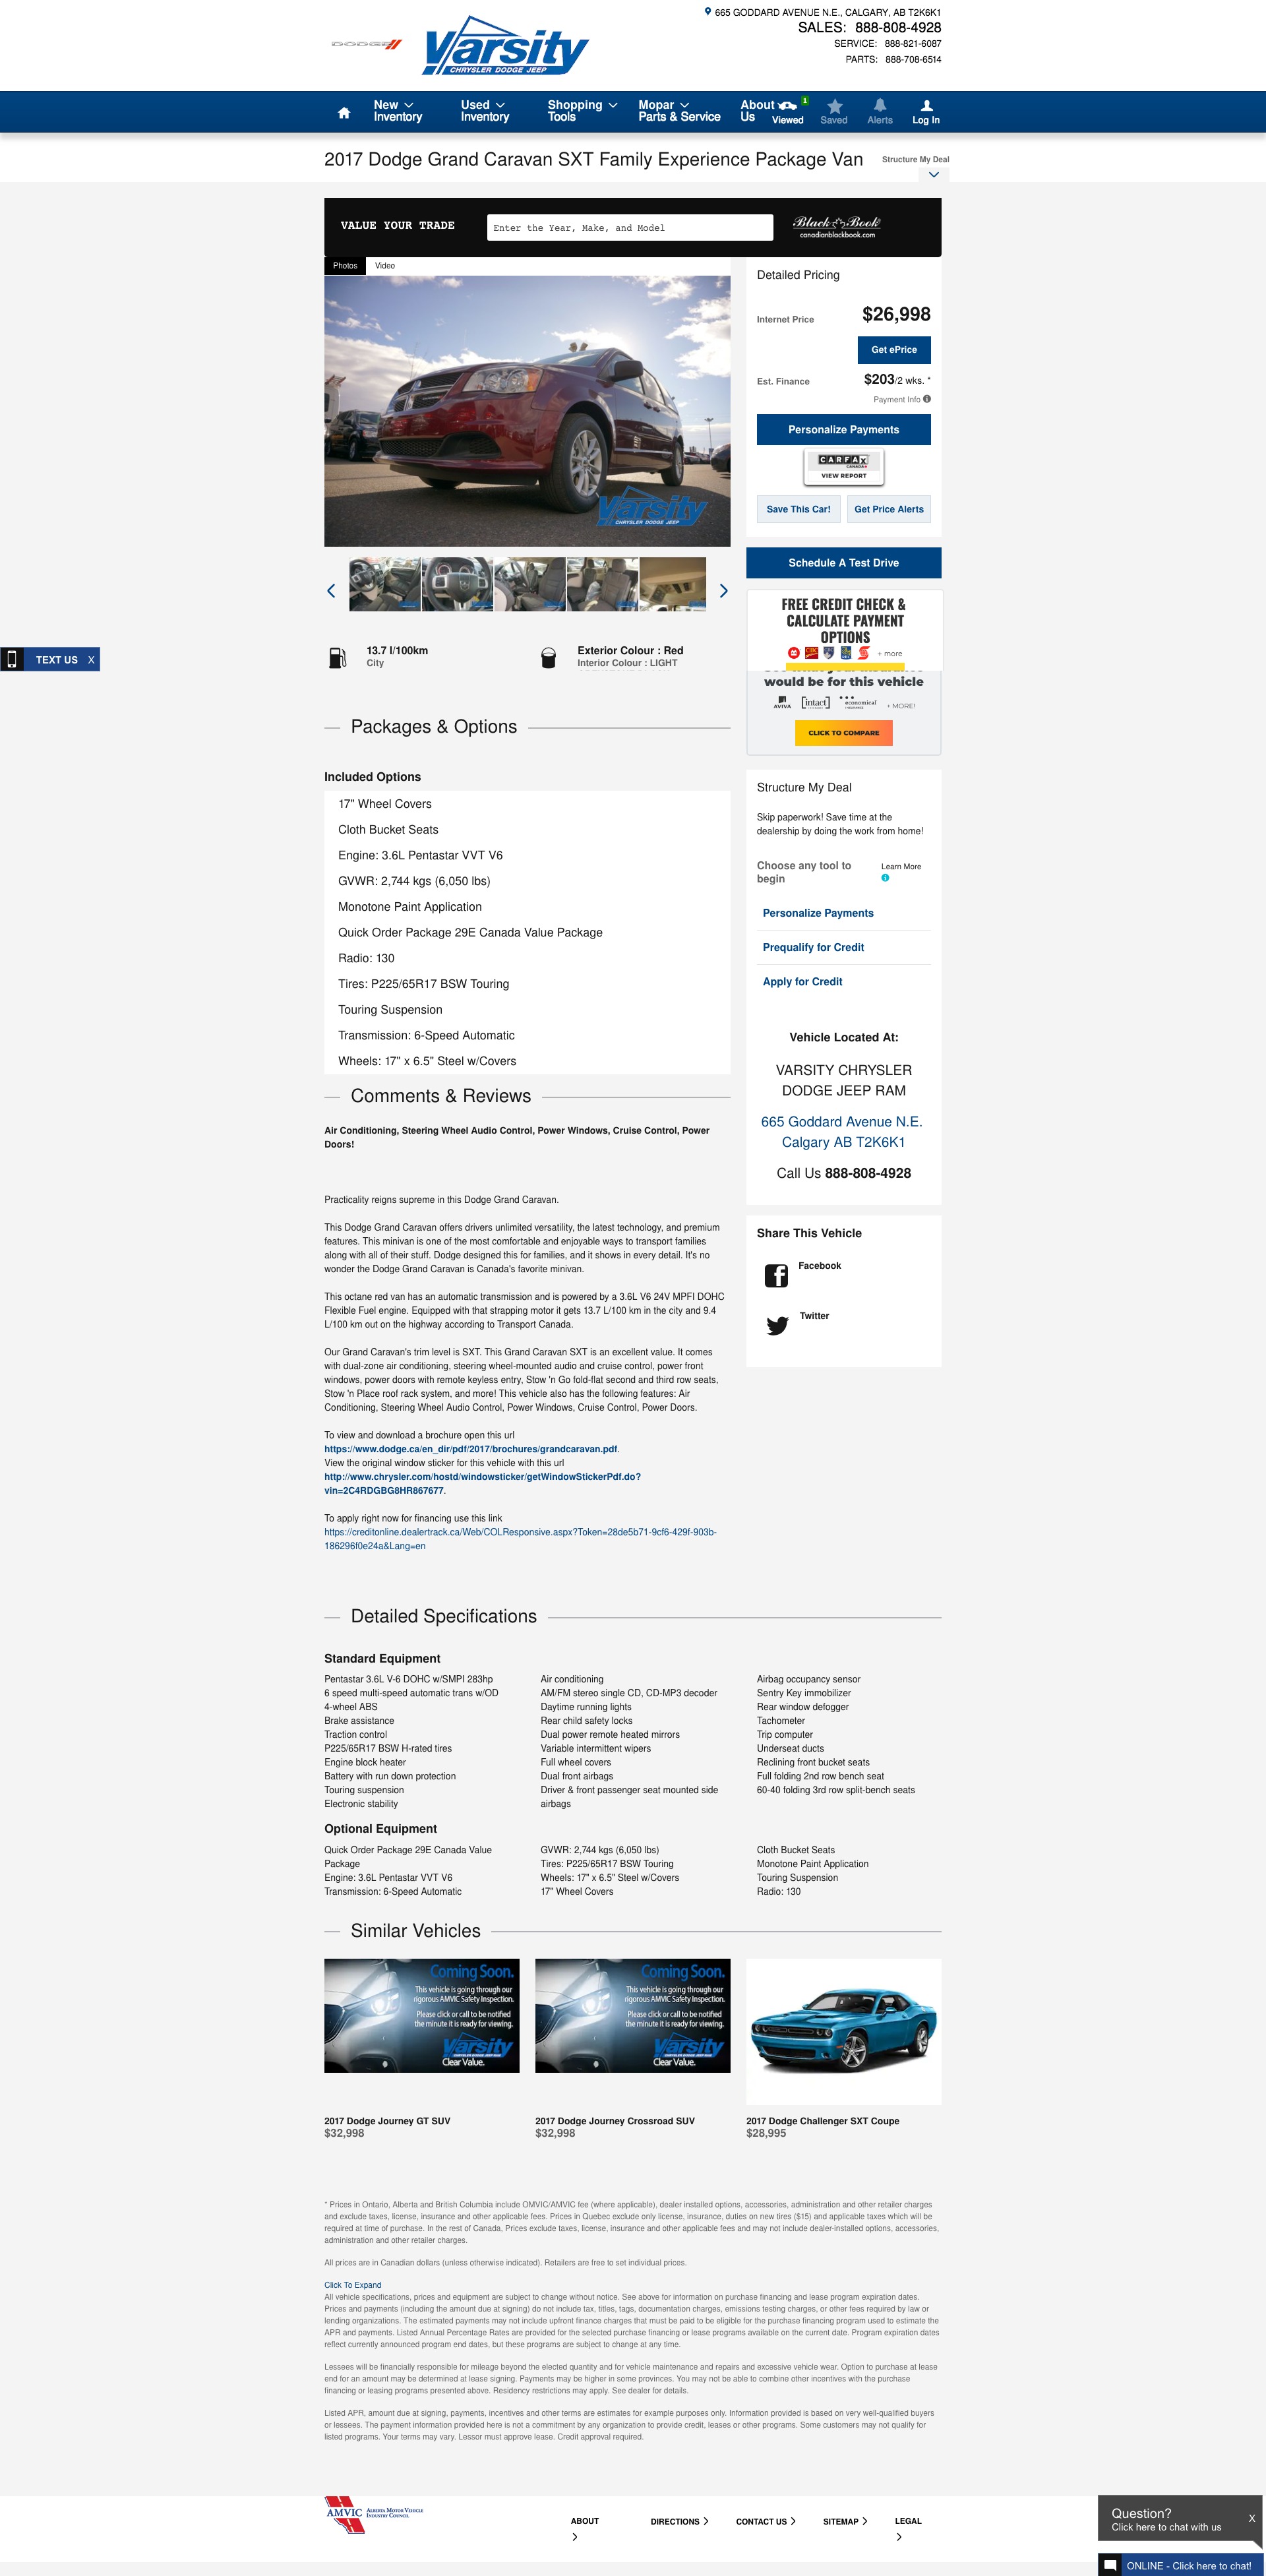 665 GODDARD AVENUE N.E., CALGARY, AB T2K6K1
SALES: 888-808-4928
SERVICE: 888-821-6087
PARTS: 888-708-6514
DODGE
Varsity
CHRYSLER DODGE JEEP
New
Inventory
Used
Inventory
Shopping
Tools
Mopar
Parts & Service
About
Us
1
Viewed
Saved
Alerts
Log In
2017 Dodge Grand Caravan SXT Family Experience Package Van
Structure My Deal
VALUE YOUR TRADE
Enter the Year, Make, and Model
Black Book
canadianblackbook.com
Photos
Video
Varsity
CHRYSLER DODGE JEEP
Detailed Pricing
Internet Price
$26,998
Get ePrice
Est. Finance
$203/2 wks. *
Payment Info
Personalize Payments
CARFAX
CANADA
VIEW REPORT
Save This Car!
Get Price Alerts
Schedule A Test Drive
FREE CREDIT CHECK &
CALCULATE PAYMENT
OPTIONS
+ more
would be for this vehicle
AVIVA
[intact]
economical
+ MORE!
CLICK TO COMPARE
TEXT US X
13.7 l/100km
City
Exterior Colour : Red
Interior Colour : LIGHT
Packages & Options
Included Options
17" Wheel Covers
Cloth Bucket Seats
Engine: 3.6L Pentastar VVT V6
GVWR: 2,744 kgs (6,050 lbs)
Monotone Paint Application
Quick Order Package 29E Canada Value Package
Radio: 130
Tires: P225/65R17 BSW Touring
Touring Suspension
Transmission: 6-Speed Automatic
Wheels: 17" x 6.5" Steel w/Covers
Structure My Deal
Skip paperwork! Save time at the
dealership by doing the work from home!
Choose any tool to
begin
Learn More
Personalize Payments
Prequalify for Credit
Apply for Credit
Vehicle Located At:
VARSITY CHRYSLER
DODGE JEEP RAM
665 Goddard Avenue N.E.
Calgary AB T2K6K1
Call Us 888-808-4928
Share This Vehicle
Facebook
Twitter
Comments & Reviews
Air Conditioning, Steering Wheel Audio Control, Power Windows, Cruise Control, Power
Doors!
Practicality reigns supreme in this Dodge Grand Caravan.
This Dodge Grand Caravan offers drivers unlimited versatility, the latest technology, and premium
features. This minivan is one of the most comfortable and enjoyable ways to transport families
along with all of their stuff. Dodge designed this for families, and it shows in every detail. It's no
wonder the Dodge Grand Caravan is Canada's favorite minivan.
This octane red van has an automatic transmission and is powered by a 3.6L V6 24V MPFI DOHC
Flexible Fuel engine. Equipped with that strapping motor it gets 13.7 L/100 km in the city and 9.4
L/100 km out on the highway according to Transport Canada.
Our Grand Caravan's trim level is SXT. This Grand Caravan SXT is an excellent value. It comes
with dual-zone air conditioning, steering wheel-mounted audio and cruise control, power front
windows, power doors with remote keyless entry, Stow 'n Go fold-flat second and third row seats,
Stow 'n Place roof rack system, and more! This vehicle also has the following features: Air
Conditioning, Steering Wheel Audio Control, Power Windows, Cruise Control, Power Doors.
To view and download a brochure open this url
https://www.dodge.ca/en_dir/pdf/2017/brochures/grandcaravan.pdf.
View the original window sticker for this vehicle with this url
http://www.chrysler.com/hostd/windowsticker/getWindowStickerPdf.do?
vin=2C4RDGBG8HR867677.
To apply right now for financing use this link
https://creditonline.dealertrack.ca/Web/COLResponsive.aspx?Token=28de5b71-9cf6-429f-903b-
186296f0e24a&Lang=en
Detailed Specifications
Standard Equipment
Pentastar 3.6L V-6 DOHC w/SMPI 283hp
6 speed multi-speed automatic trans w/OD
4-wheel ABS
Brake assistance
Traction control
P225/65R17 BSW H-rated tires
Engine block heater
Battery with run down protection
Touring suspension
Electronic stability
Air conditioning
AM/FM stereo single CD, CD-MP3 decoder
Daytime running lights
Rear child safety locks
Dual power remote heated mirrors
Variable intermittent wipers
Full wheel covers
Dual front airbags
Driver & front passenger seat mounted side
airbags
Airbag occupancy sensor
Sentry Key immobilizer
Rear window defogger
Tachometer
Trip computer
Underseat ducts
Reclining front bucket seats
Full folding 2nd row bench seat
60-40 folding 3rd row split-bench seats
Optional Equipment
Quick Order Package 29E Canada Value
Package
Engine: 3.6L Pentastar VVT V6
Transmission: 6-Speed Automatic
GVWR: 2,744 kgs (6,050 lbs)
Tires: P225/65R17 BSW Touring
Wheels: 17" x 6.5" Steel w/Covers
17" Wheel Covers
Cloth Bucket Seats
Monotone Paint Application
Touring Suspension
Radio: 130
Similar Vehicles
Coming Soon.
This vehicle is going through our
rigorous AMVIC Safety Inspection.
Please click or call to be notified
the minute it is ready for viewing.
Varsity
Clear Value.
Coming Soon.
This vehicle is going through our
rigorous AMVIC Safety Inspection.
Please click or call to be notified
the minute it is ready for viewing.
Varsity
Clear Value.
2017 Dodge Journey GT SUV
$32,998
2017 Dodge Journey Crossroad SUV
$32,998
2017 Dodge Challenger SXT Coupe
$28,995
* Prices in Ontario, Alberta and British Columbia include OMVIC/AMVIC fee (where applicable), dealer installed options, accessories, administration and other retailer charges
and exclude taxes, license, insurance and other applicable fees. Prices in Quebec exclude only license, insurance, duties on new tires ($15) and applicable taxes which will be
required at time of purchase. In the rest of Canada, Prices exclude taxes, license, insurance and other applicable fees and may not include dealer-installed options, accessories,
administration and other retailer charges.
All prices are in Canadian dollars (unless otherwise indicated). Retailers are free to set individual prices.
Click To Expand
All vehicle specifications, prices and equipment are subject to change without notice. See above for information on purchase financing and lease program expiration dates.
Prices and payments (including the amount due at signing) do not include tax, titles, tags, documentation charges, emissions testing charges, or other fees required by law or
lending organizations. The estimated payments may not include upfront finance charges that must be paid to be eligible for the purchase financing program used to estimate the
APR and payments. Listed Annual Percentage Rates are provided for the selected purchase financing or lease programs available on the current date. Program expiration dates
reflect currently announced program end dates, but these programs are subject to change at any time.
Lessees will be financially responsible for mileage beyond the elected quantity and for vehicle maintenance and repairs and excessive vehicle wear. Option to purchase at lease
end for an amount may be determined at lease signing. Payments may be higher in some provinces. You may not be able to combine other incentives with the purchase
financing or leasing programs presented above. Residency restrictions may apply. See dealer for details.
Listed APR, amount due at signing, payments, incentives and other terms are estimates for example purposes only. Information provided is based on very well-qualified buyers
or lessees. The payment information provided here is not a commitment by any organization to provide credit, leases or other programs. Some customers may not qualify for
listed programs. Your terms may vary. Lessor must approve lease. Credit approval required.
AMVIC
ALBERTA MOTOR VEHICLE
INDUSTRY COUNCIL
ABOUT
DIRECTIONS
CONTACT US
SITEMAP
LEGAL
Question?
Click here to chat with us
X
ONLINE - Click here to chat!